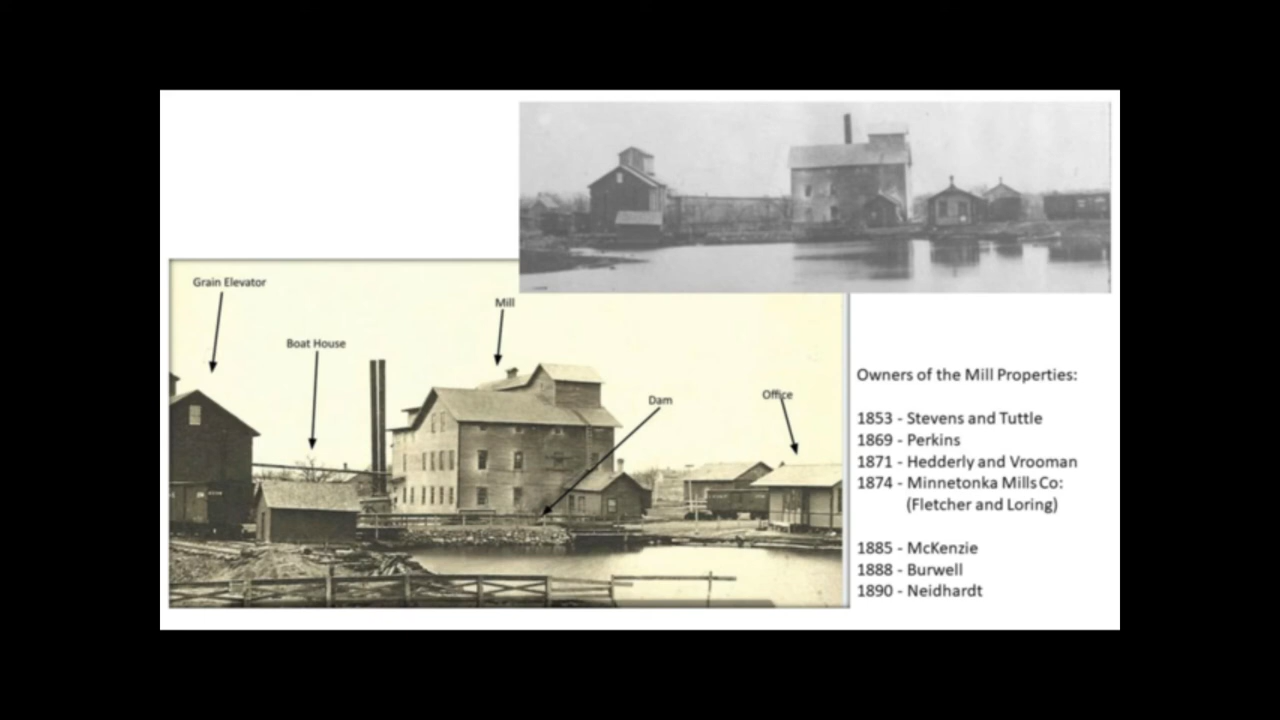 Grain Elevator
Mill
Boat House
Dam
Office
Owners of the Mill Properties:
1853 - Stevens and Tuttle
1869 - Perkins
1871 - Hedderly and Vrooman
1874 - Minnetonka Mills Co:
(Fletcher and Loring)
1885 - McKenzie
1888 - Burwell
1890 - Neidhardt